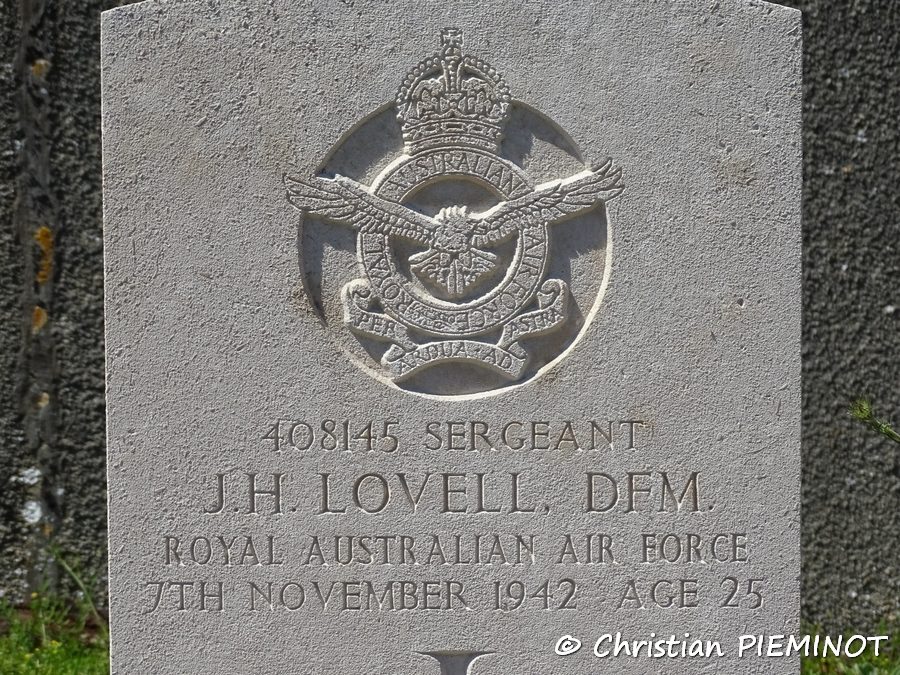 ROYAL AUSTRALIAN AIR FORCE
PER ARDUA AD ASTRA
408145 SERGEANT
J.H. LOVELL, DFM.
ROYAL AUSTRALIAN AIR FORCE
7TH NOVEMBER 1942 AGE 25
© Christian PIEMINOT